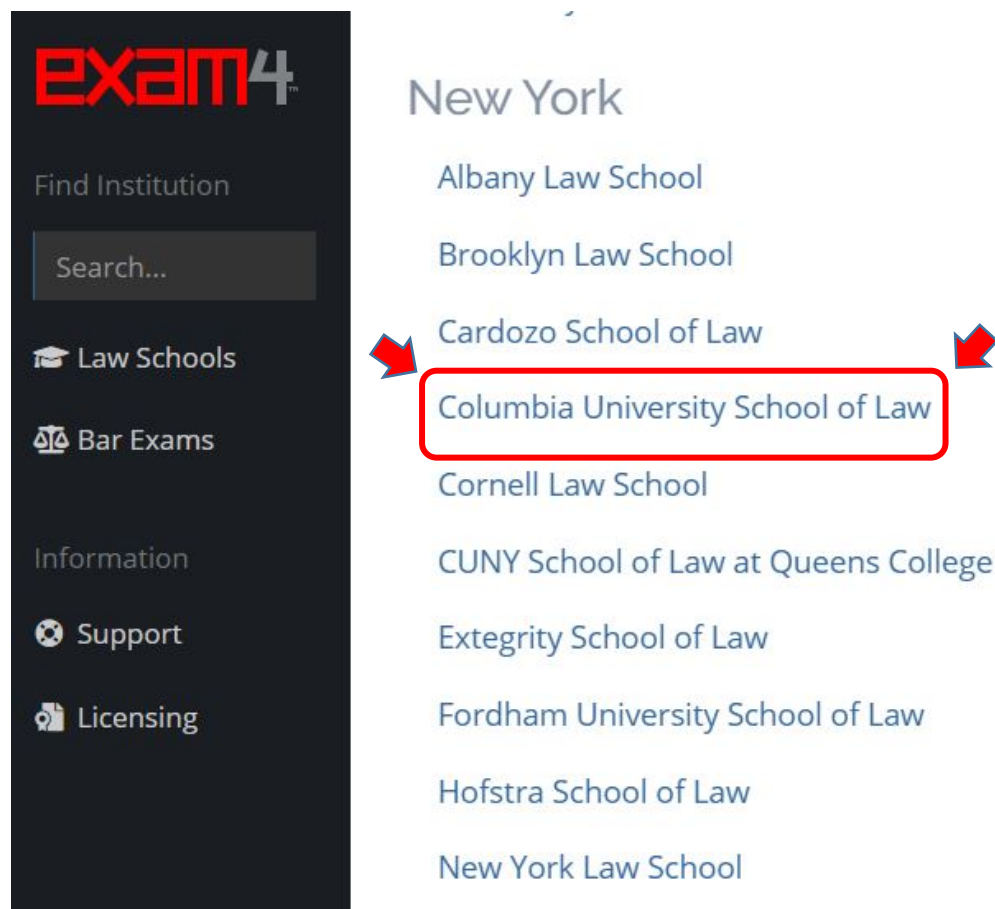 exam4™
Find Institution
Search...
Law Schools
Bar Exams
Information
Support
Licensing
New York
Albany Law School
Brooklyn Law School
Cardozo School of Law
Columbia University School of Law
Cornell Law School
CUNY School of Law at Queens College
Extegrity School of Law
Fordham University School of Law
Hofstra School of Law
New York Law School